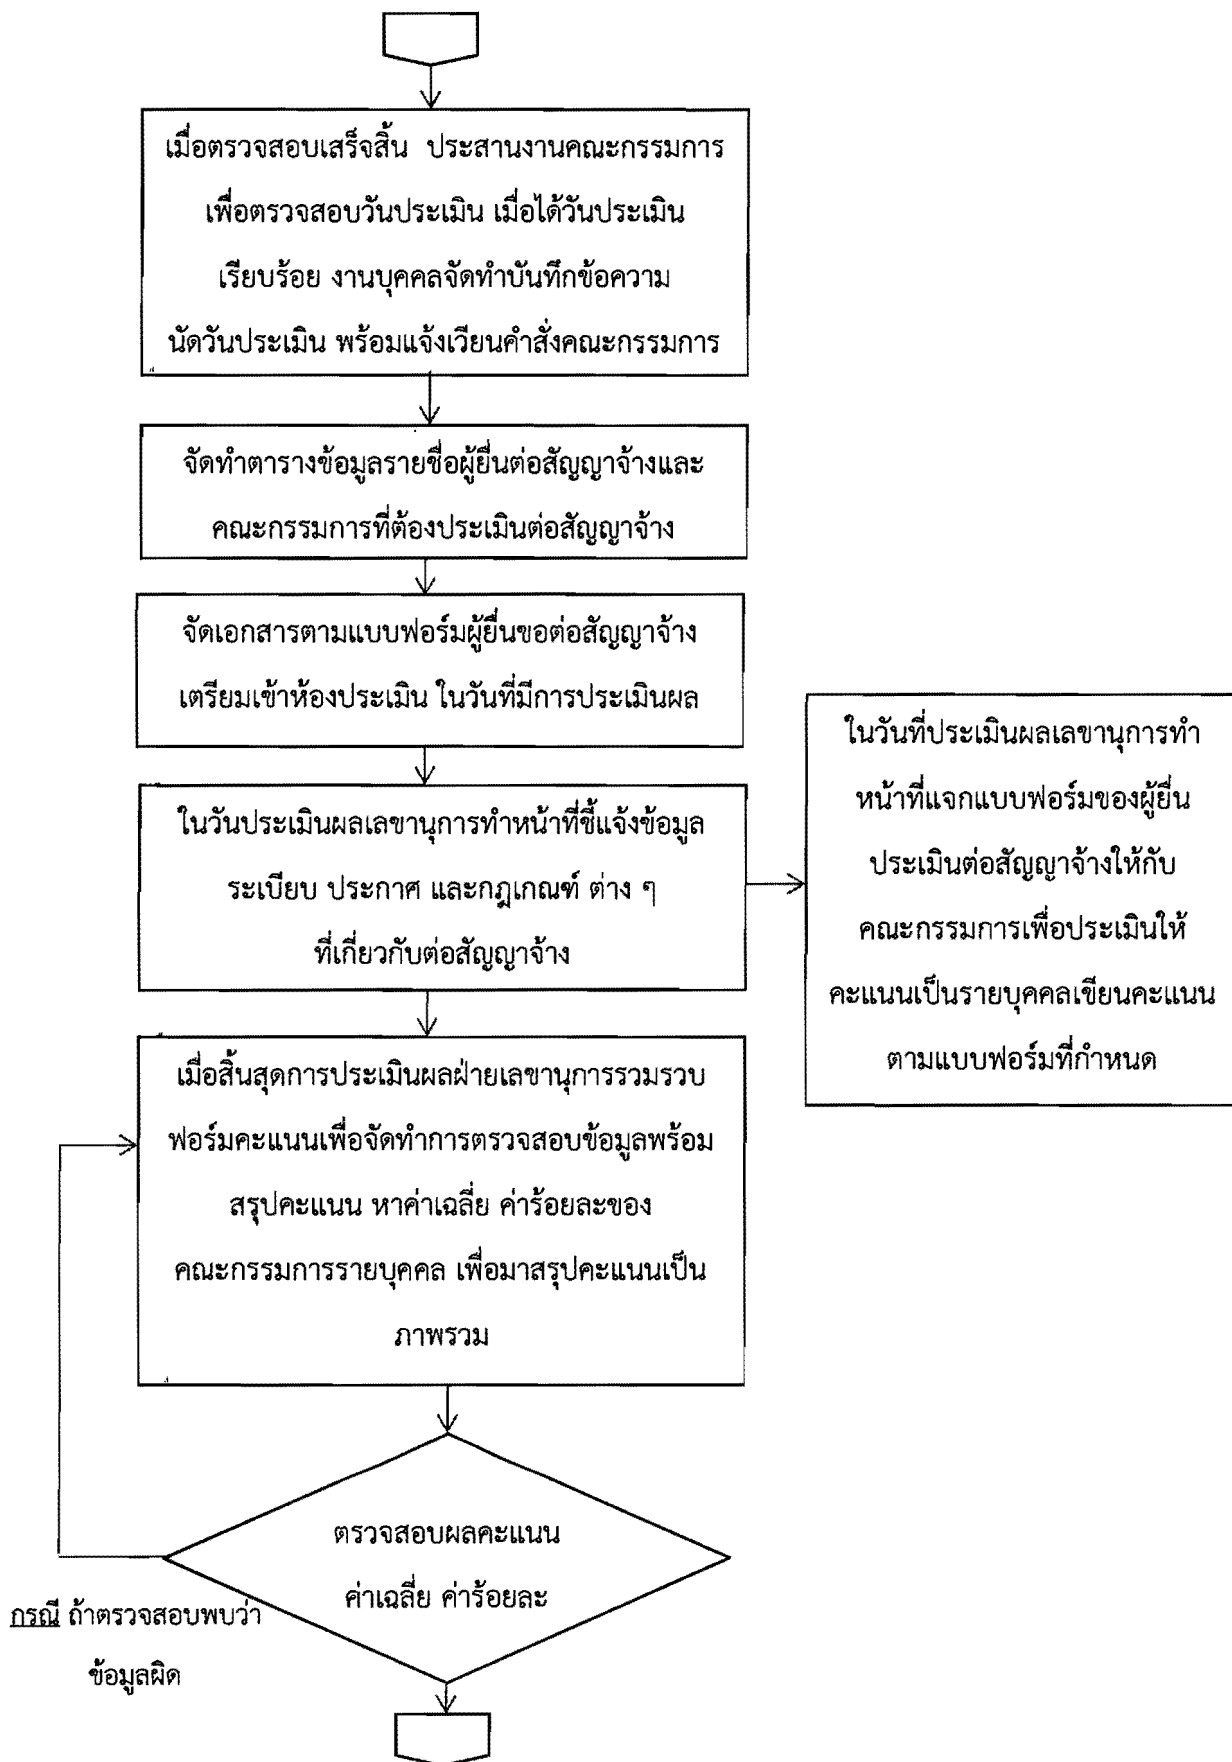 เมื่อตรวจสอบเสร็จสิ้น ประสานงานคณะกรรมการ
เพื่อตรวจสอบวันประเมิน เมื่อได้วันประเมิน
เรียบร้อย งานบุคคลจัดทำบันทึกข้อความ
นัดวันประเมิน พร้อมแจ้งเวียนคำสั่งคณะกรรมการ
จัดทำตารางข้อมูลรายชื่อผู้ยื่นต่อสัญญาจ้างและ
คณะกรรมการที่ต้องประเมินต่อสัญญาจ้าง
จัดเอกสารตามแบบฟอร์มผู้ยื่นขอต่อสัญญาจ้าง
เตรียมเข้าห้องประเมิน ในวันที่มีการประเมินผล
ในวันประเมินผลเลขานุการทำหน้าที่ชี้แจ้งข้อมูล
ระเบียบ ประกาศ และกฎเกณฑ์ ต่าง ๆ
ที่เกี่ยวกับต่อสัญญาจ้าง
ในวันที่ประเมินผลเลขานุการทำ
หน้าที่แจกแบบฟอร์มของผู้ยื่น
ประเมินต่อสัญญาจ้างให้กับ
คณะกรรมการเพื่อประเมินให้
คะแนนเป็นรายบุคคลเขียนคะแนน
ตามแบบฟอร์มที่กำหนด
เมื่อสิ้นสุดการประเมินผลฝ่ายเลขานุการรวมรวบ
ฟอร์มคะแนนเพื่อจัดทำการตรวจสอบข้อมูลพร้อม
สรุปคะแนน หาค่าเฉลี่ย ค่าร้อยละของ
คณะกรรมการรายบุคคล เพื่อมาสรุปคะแนนเป็น
ภาพรวม
ตรวจสอบผลคะแนน
ค่าเฉลี่ย ค่าร้อยละ
กรณี ถ้าตรวจสอบพบว่า
ข้อมูลผิด